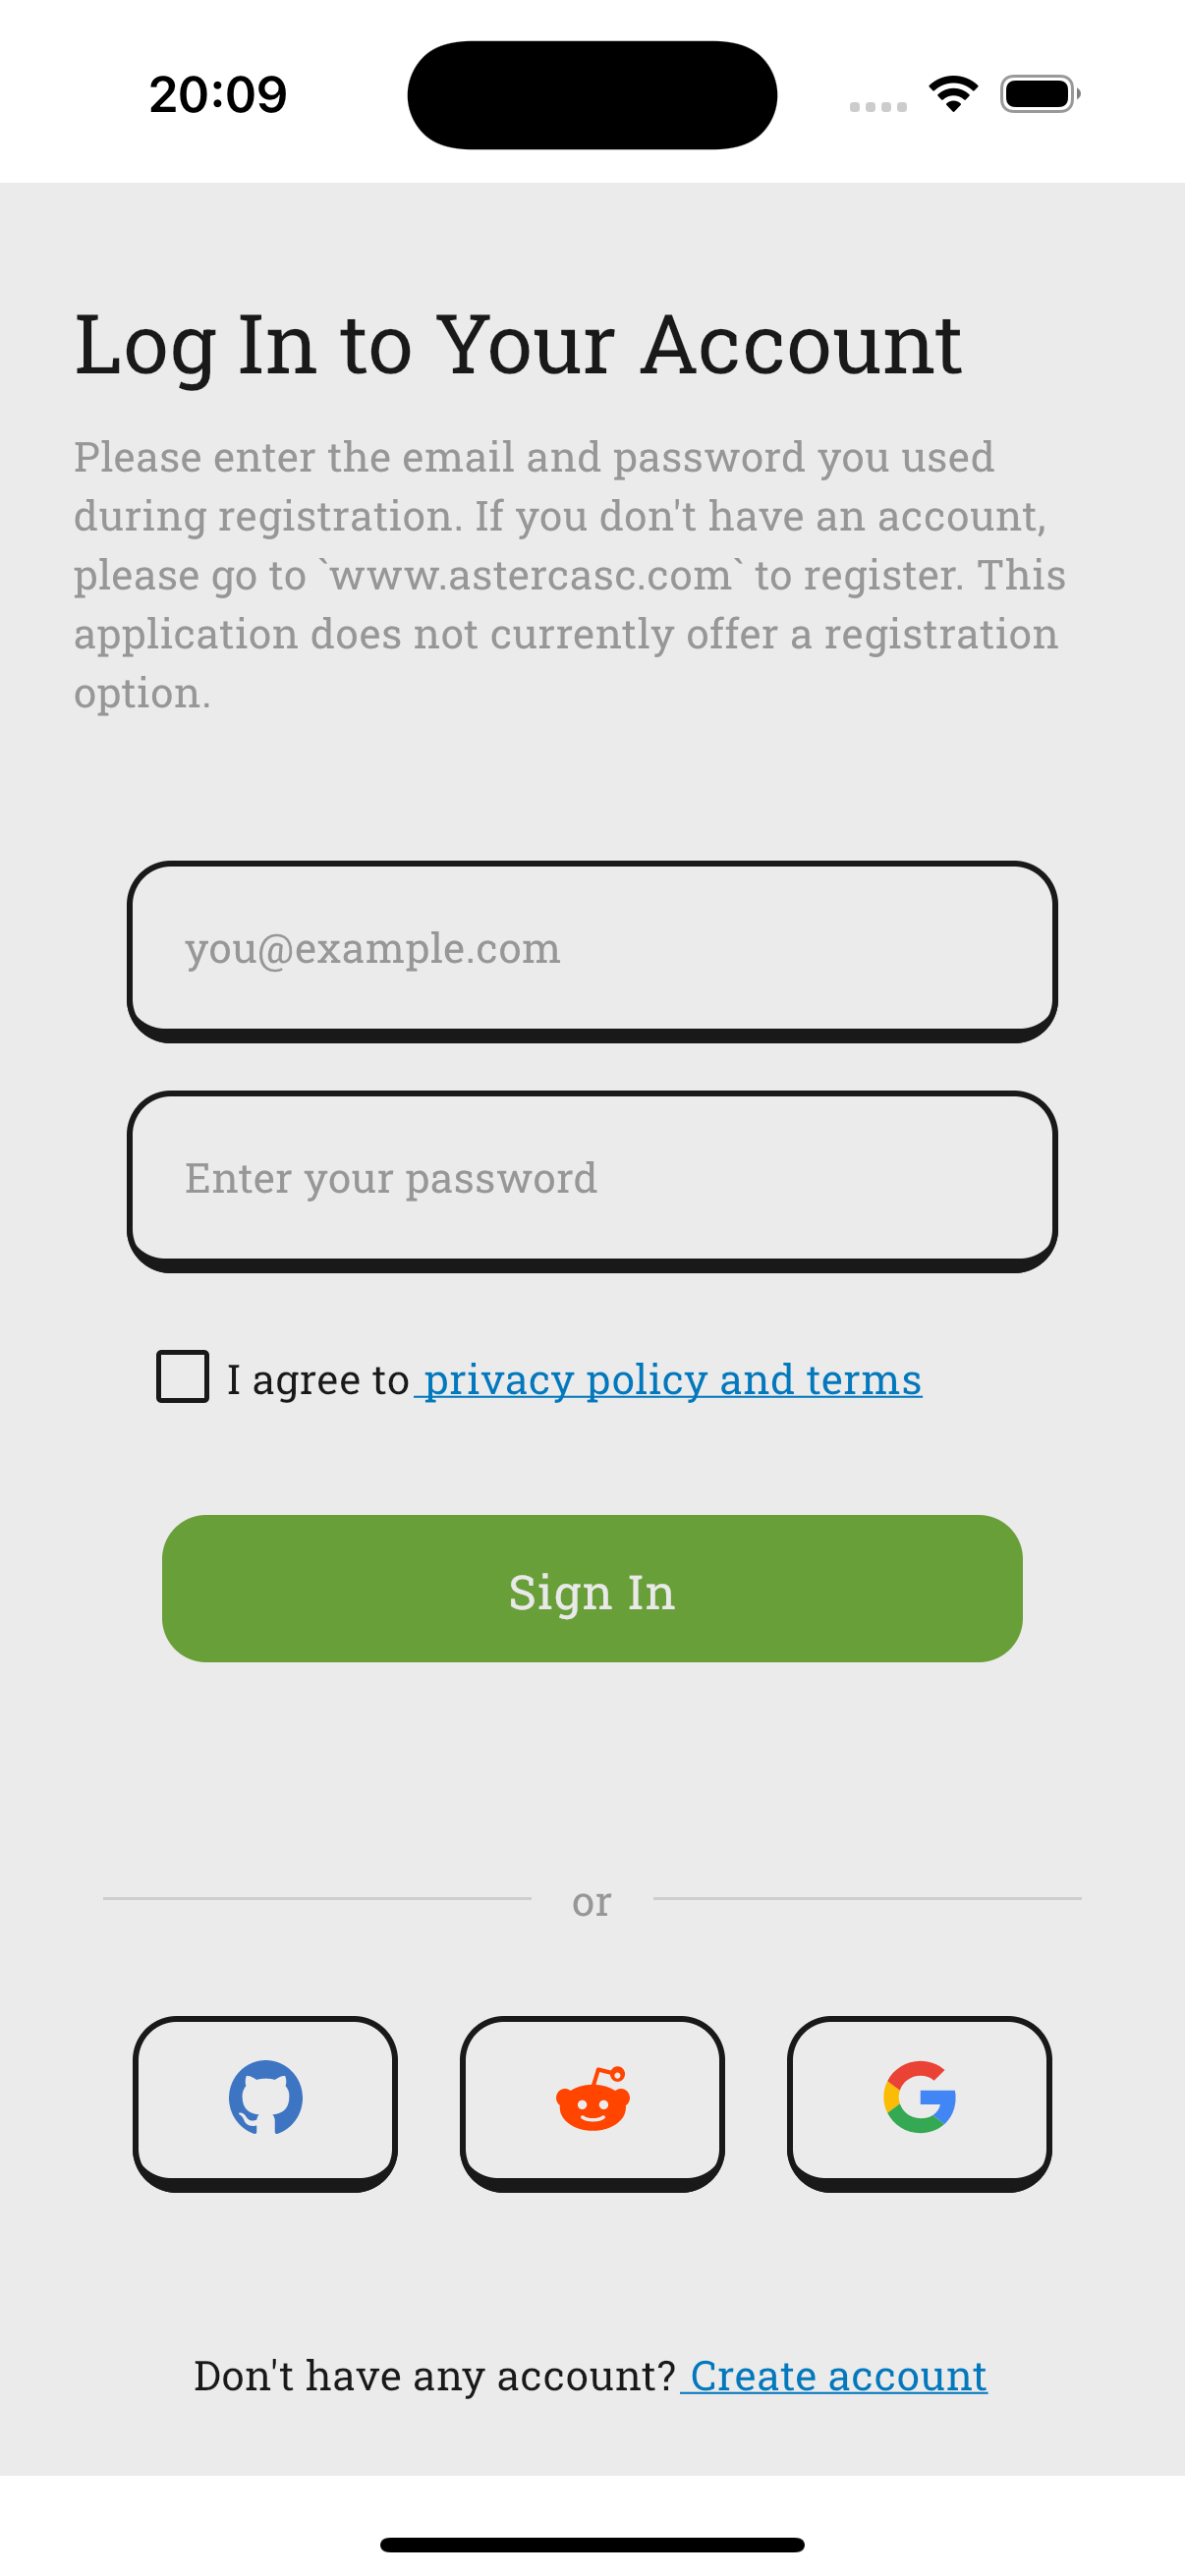 20:09
Log In to Your Account
Please enter the email and password you used
during registration. If you don't have an account,
please go to `www.astercasc.com` to register. This
application does not currently offer a registration
option.
you@example.com
Enter your password
I agree to privacy policy and terms
Sign In
or
Don't have any account? Create account